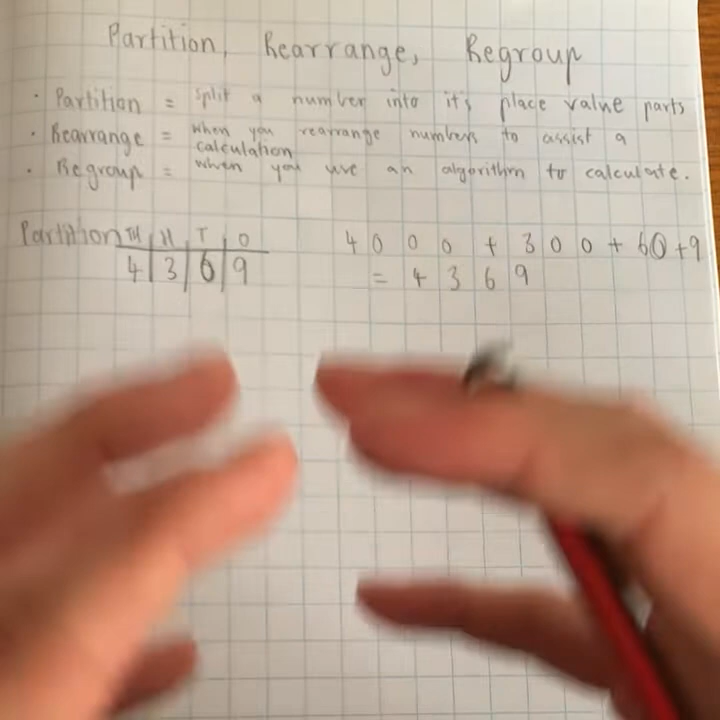 Partition, Rearrange, Regroup
· Partition = split a number into it's place value parts
· Rearrange = when you rearrange numbers to assist a
calculation
· Regroup = when you use an algorithm to calculate.
Partition TH H T O
4 3 6 9
4000 + 300 + 60 + 9
= 4369